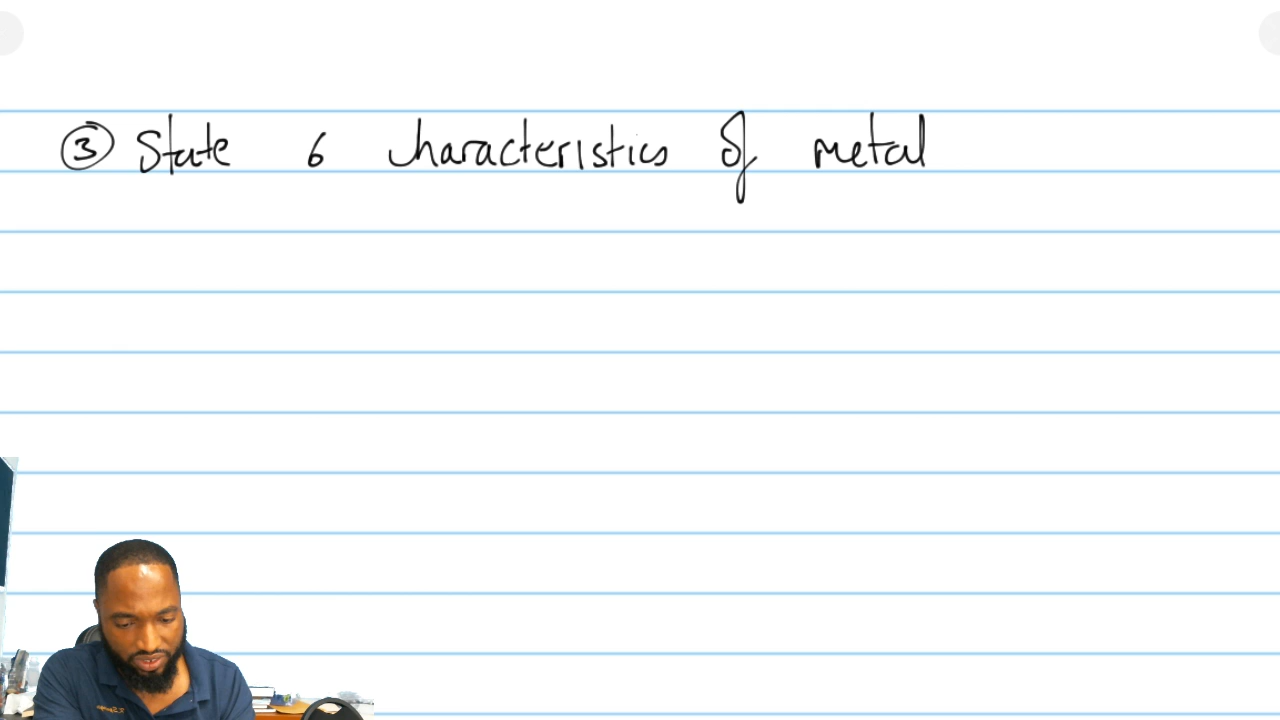 ③ State 6 characteristics of metal